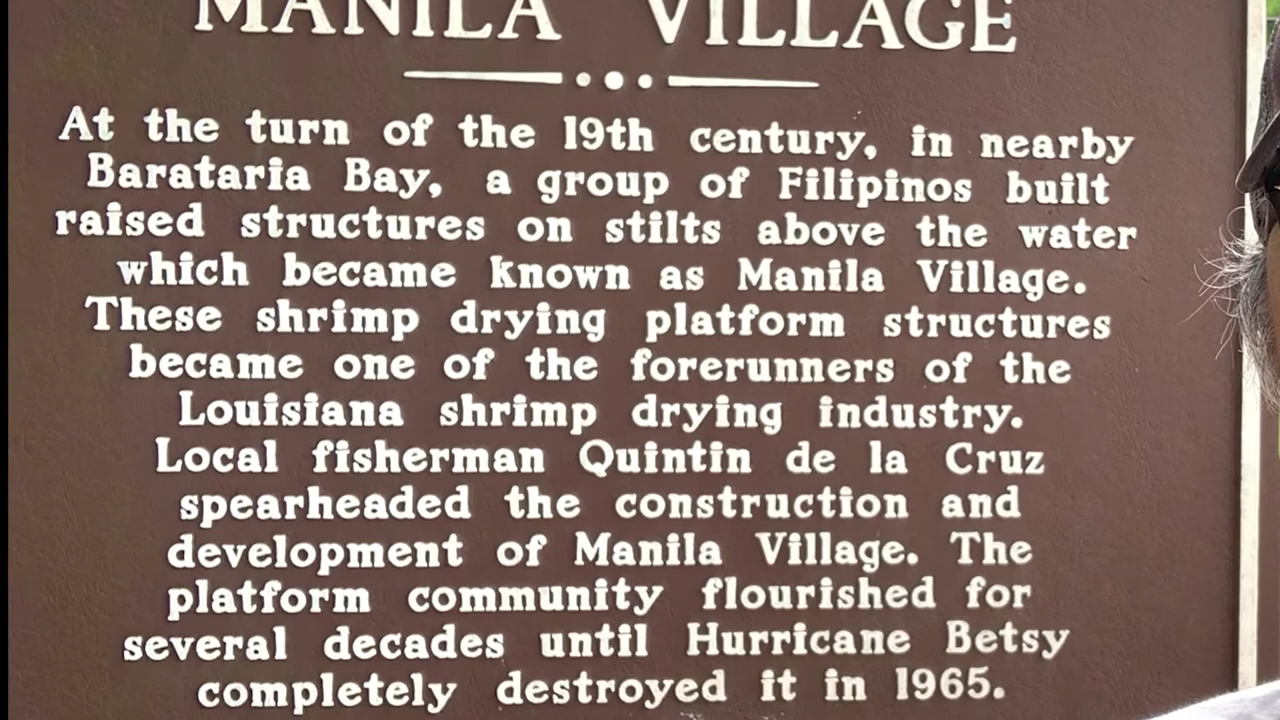 MANILA VILLAGE
At the turn of the 19th century, in nearby
Barataria Bay, a group of Filipinos built
raised structures on stilts above the water
which became known as Manila Village.
These shrimp drying platform structures
became one of the forerunners of the
Louisiana shrimp drying industry.
Local fisherman Quintin de la Cruz
spearheaded the construction and
development of Manila Village. The
platform community flourished for
several decades until Hurricane Betsy
completely destroyed it in 1965.